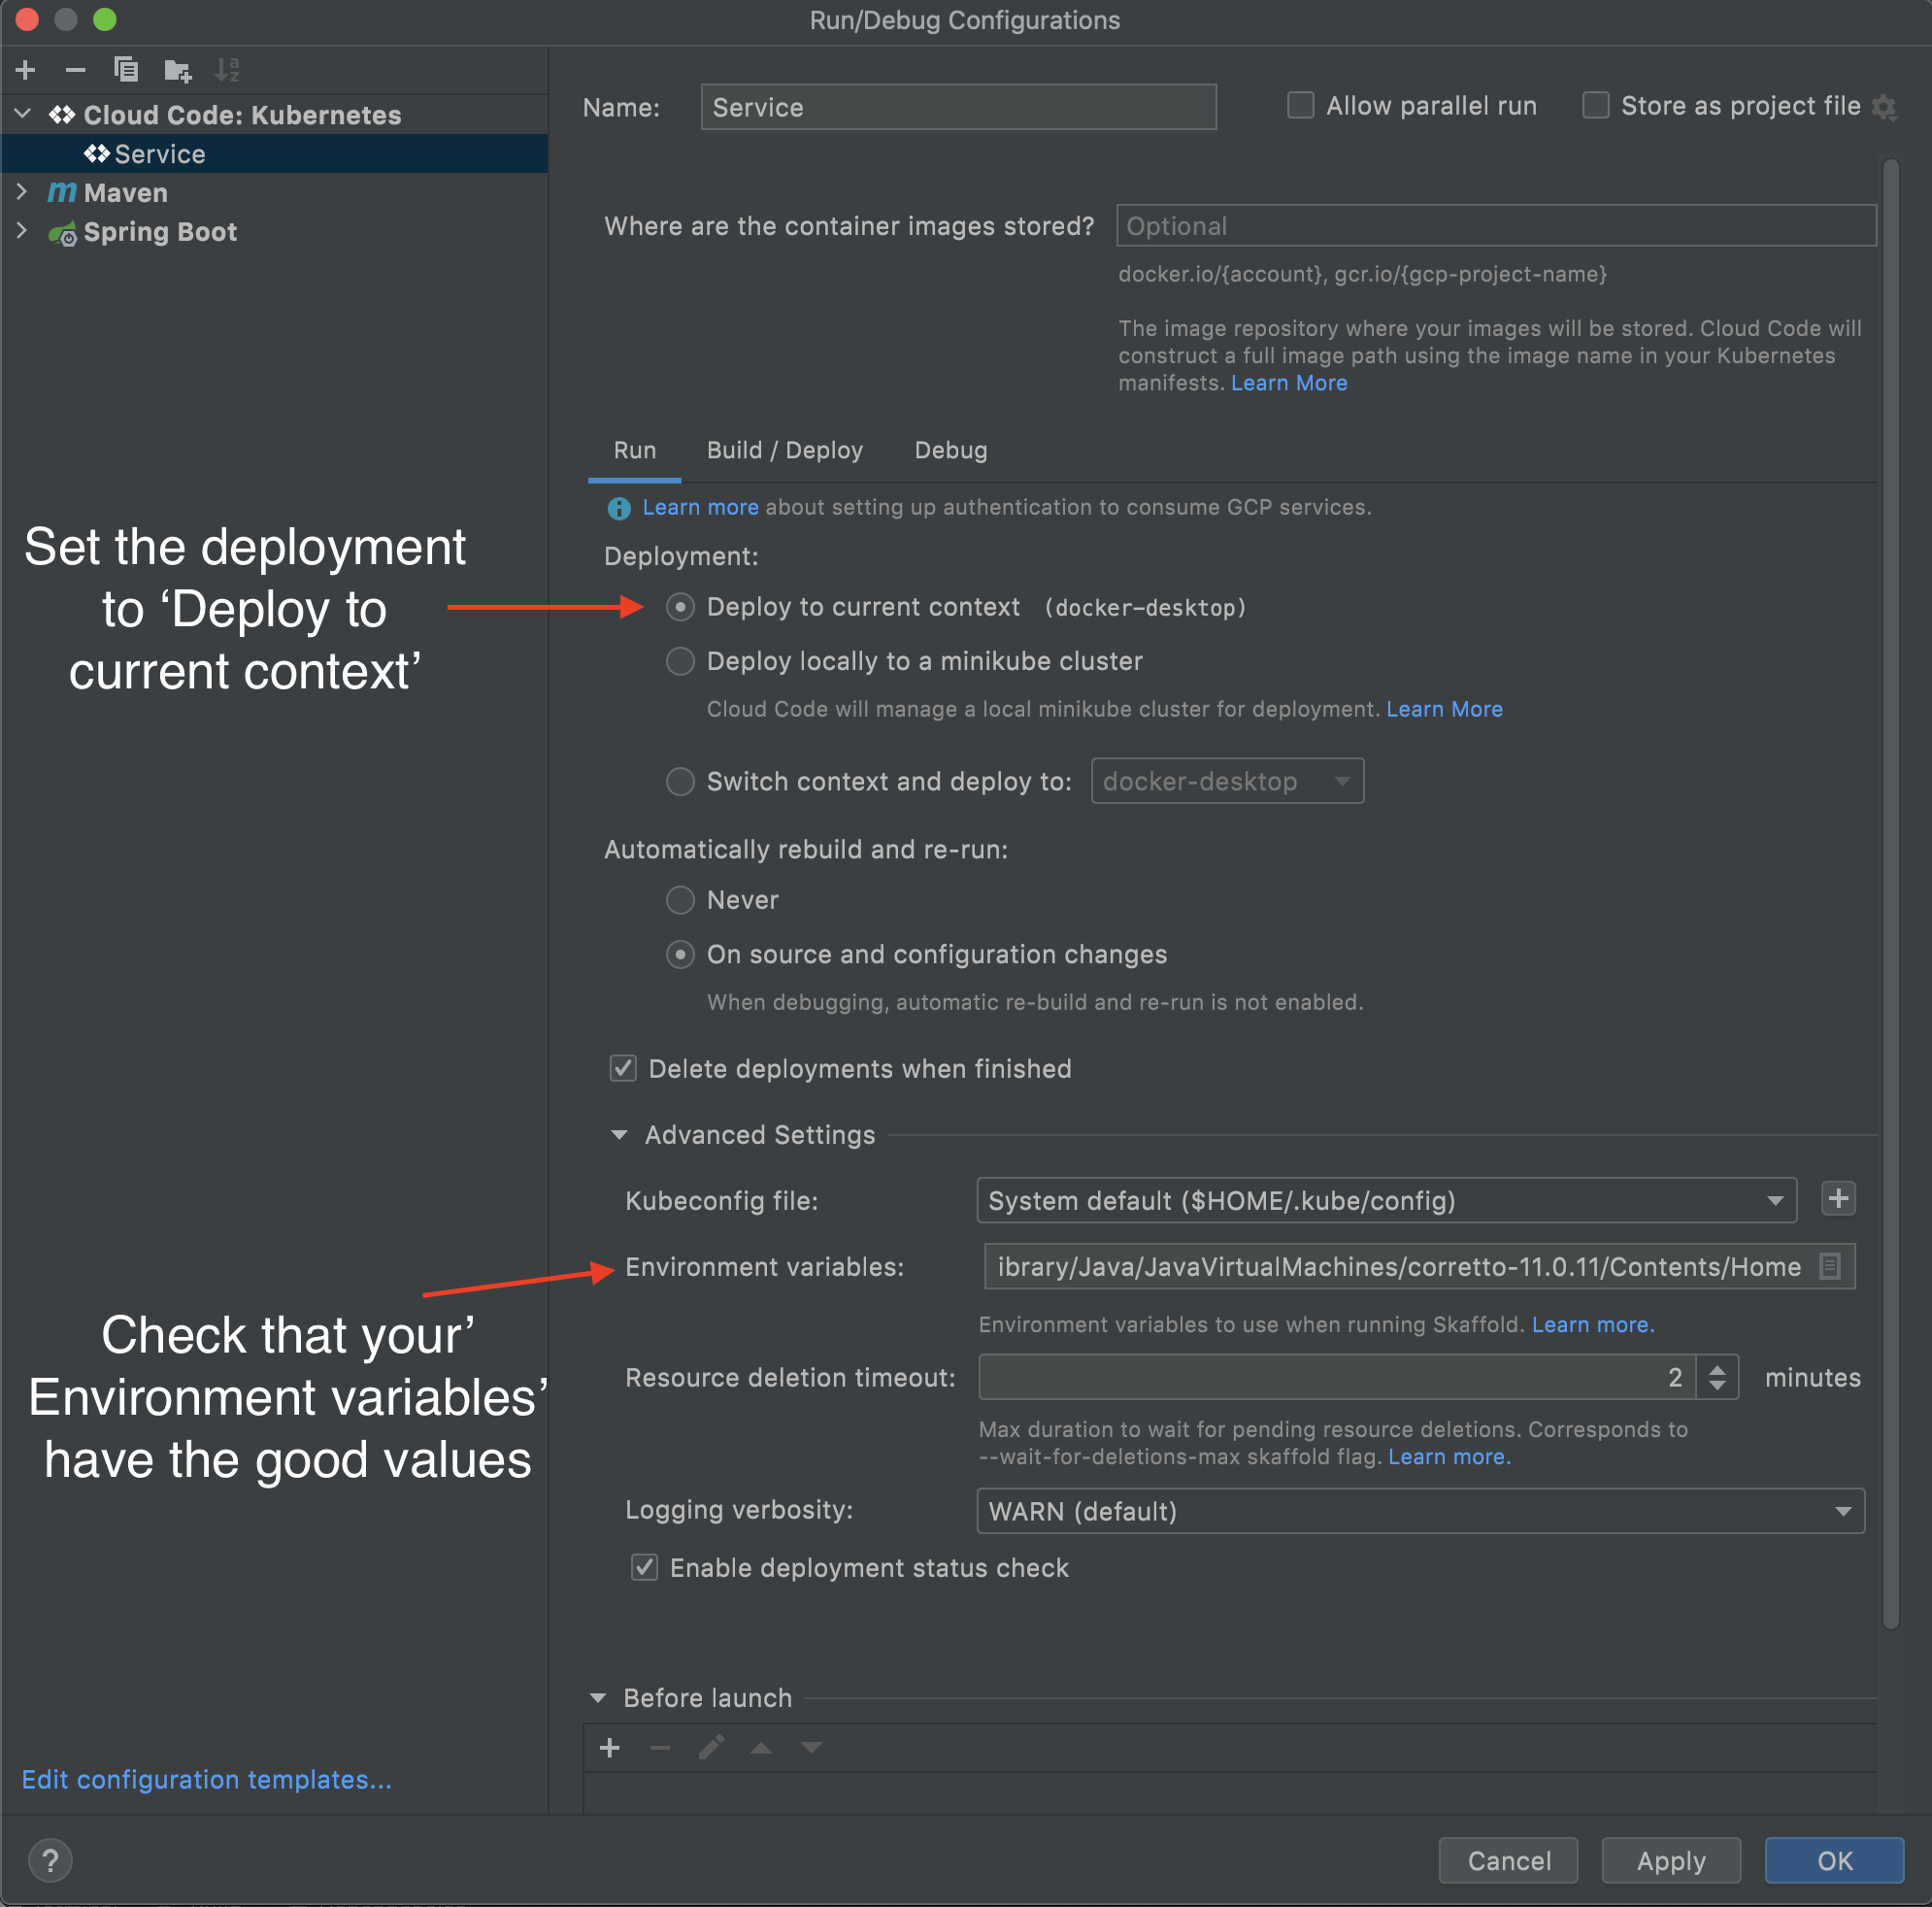 Run/Debug Configurations
Cloud Code: Kubernetes
Service
Maven
Spring Boot
Name: Service
Allow parallel run
Store as project file
Where are the container images stored? Optional
docker.io/{account}, gcr.io/{gcp-project-name}
The image repository where your images will be stored. Cloud Code will
construct a full image path using the image name in your Kubernetes
manifests. Learn More
Run Build / Deploy Debug
Learn more about setting up authentication to consume GCP services.
Deployment:
Set the deployment
to ‘Deploy to
current context’
Deploy to current context (docker-desktop)
Deploy locally to a minikube cluster
Cloud Code will manage a local minikube cluster for deployment. Learn More
Switch context and deploy to: docker-desktop
Automatically rebuild and re-run:
Never
On source and configuration changes
When debugging, automatic re-build and re-run is not enabled.
Delete deployments when finished
Advanced Settings
Kubeconfig file: System default ($HOME/.kube/config)
Environment variables: ibrary/Java/JavaVirtualMachines/corretto-11.0.11/Contents/Home
Environment variables to use when running Skaffold. Learn more.
Check that your’
Environment variables’
have the good values
Resource deletion timeout: 2 minutes
Max duration to wait for pending resource deletions. Corresponds to
--wait-for-deletions-max skaffold flag. Learn more.
Logging verbosity: WARN (default)
Enable deployment status check
Before launch
Edit configuration templates...
? Cancel Apply OK